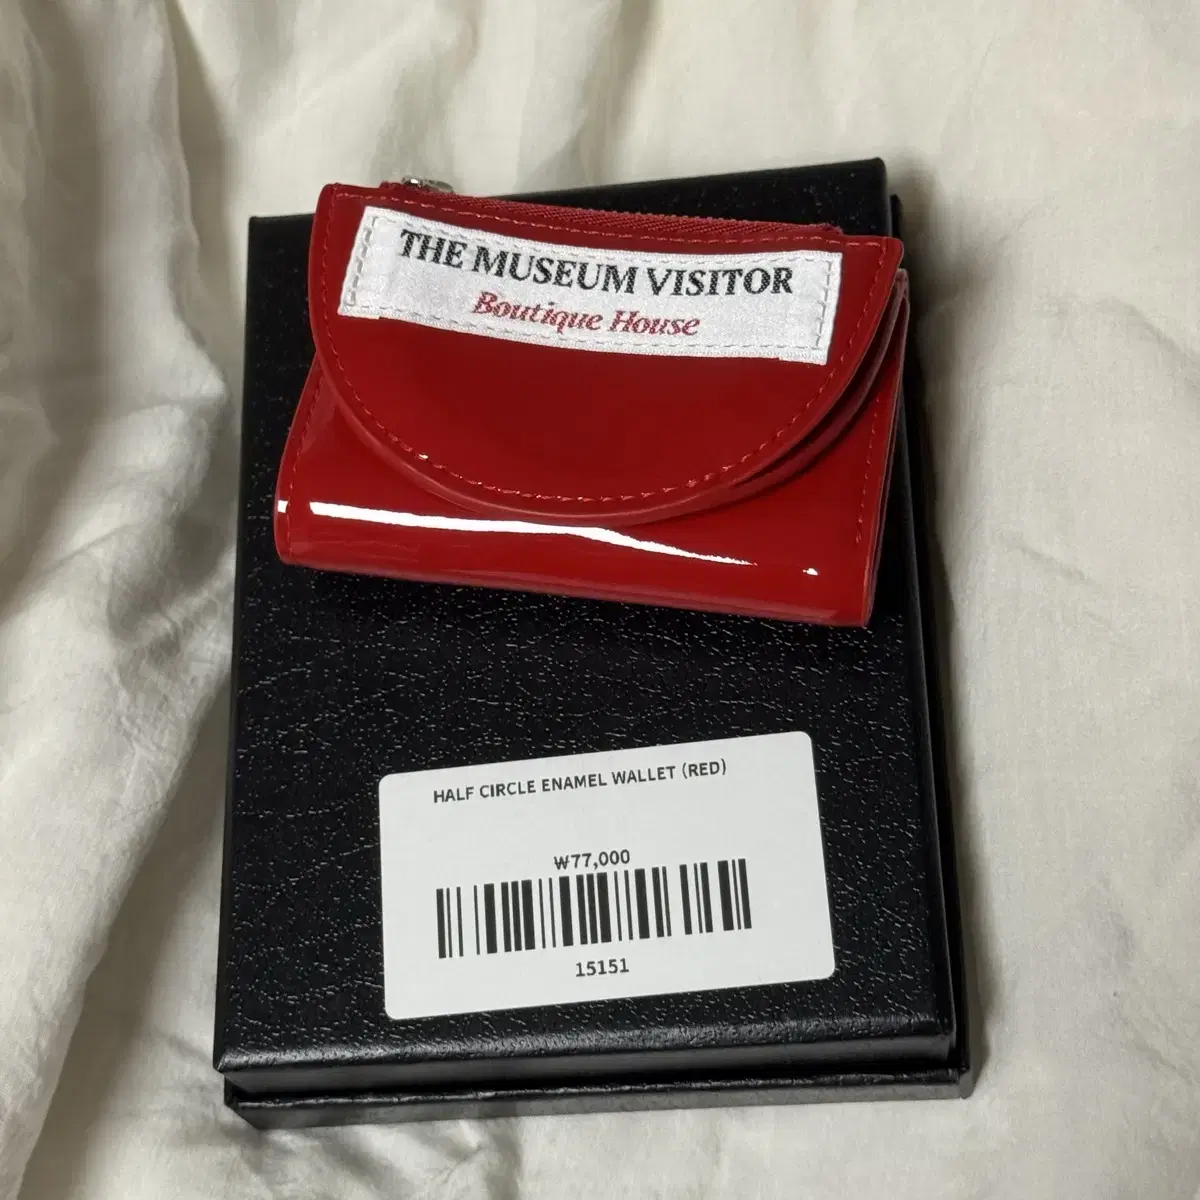 THE MUSEUM VISITOR
Boutique House
HALF CIRCLE ENAMEL WALLET (RED)
₩77,000
15151